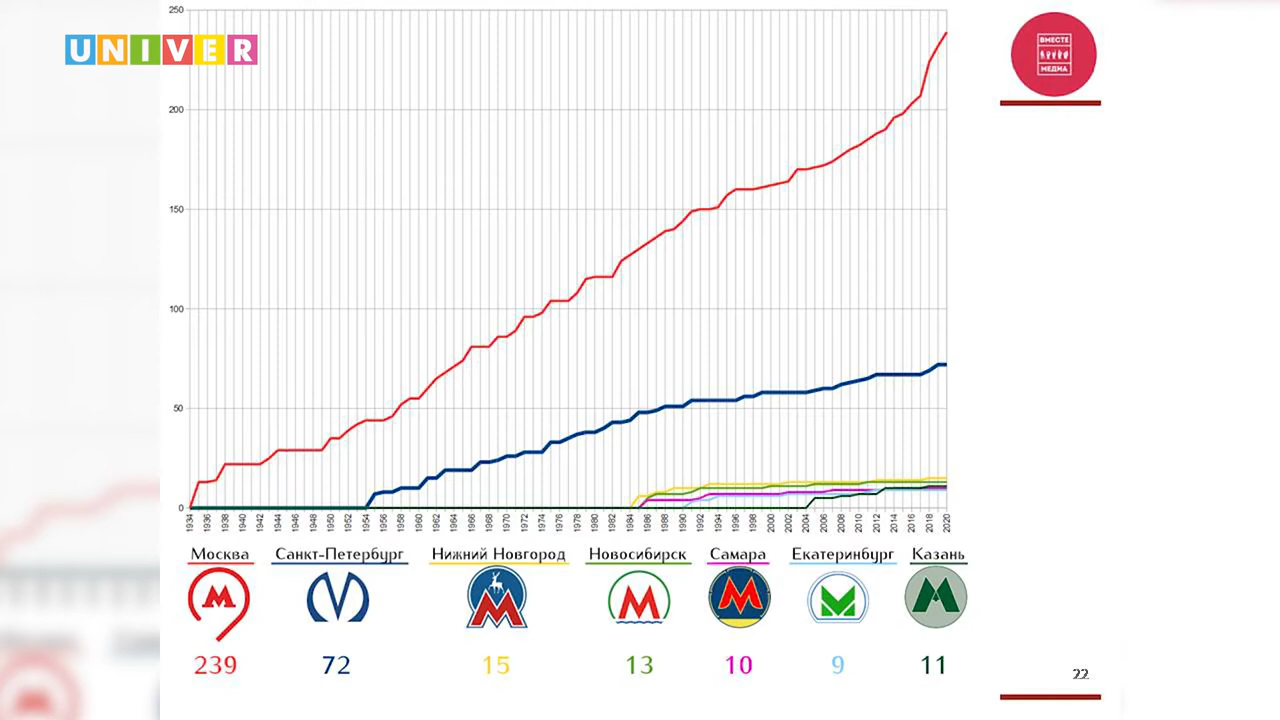 UNIVER
ВМЕСТЕ
МЕДИА
250
200
150
100
50
0
1934 1936 1938 1940 1942 1944 1946 1948 1950 1952 1954 1956 1958 1960 1962 1964 1966 1968 1970 1972 1974 1976 1978 1980 1982 1984 1986 1988 1990 1992 1994 1996 1998 2000 2002 2004 2006 2008 2010 2012 2014 2016 2018 2020
Москва Санкт-Петербург Нижний Новгород Новосибирск Самара Екатеринбург Казань
239 72 15 13 10 9 11
22